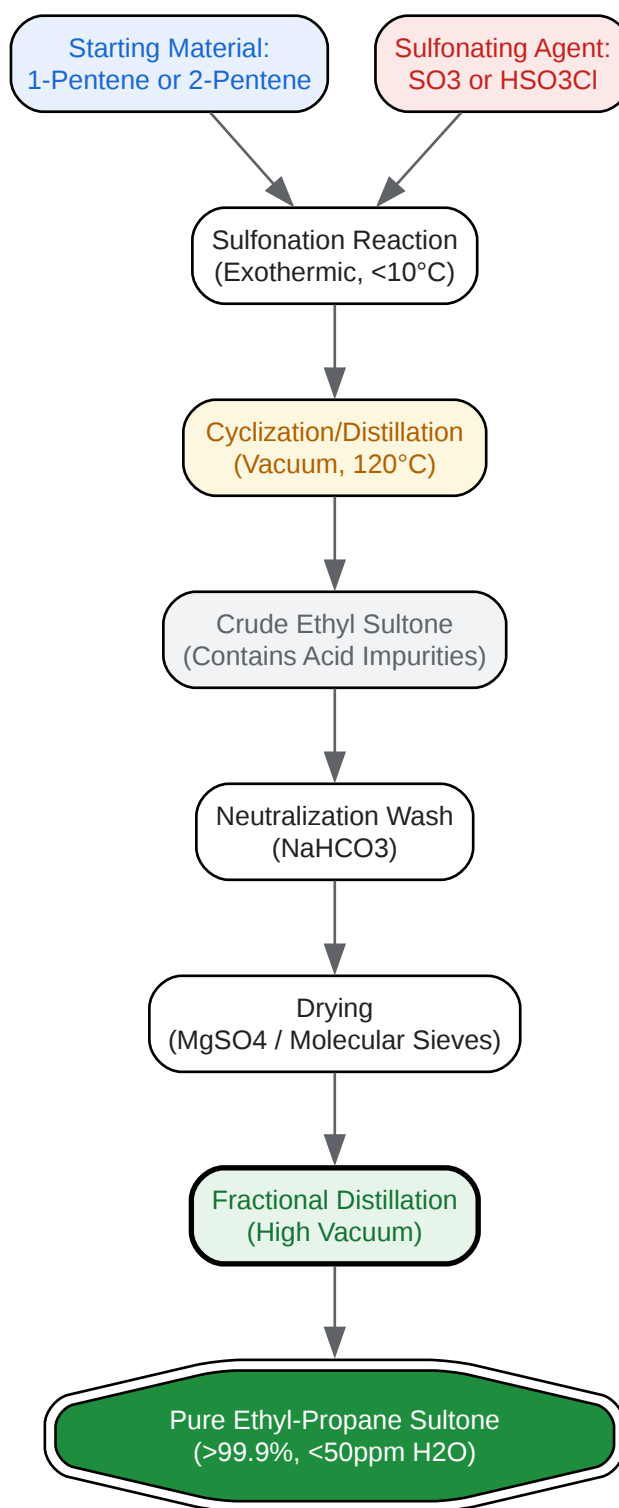 Starting Material:
1-Pentene or 2-Pentene
Sulfonating Agent:
SO3 or HSO3Cl
Sulfonation Reaction
(Exothermic, <10°C)
Cyclization/Distillation
(Vacuum, 120°C)
Crude Ethyl Sultone
(Contains Acid Impurities)
Neutralization Wash
(NaHCO3)
Drying
(MgSO4 / Molecular Sieves)
Fractional Distillation
(High Vacuum)
Pure Ethyl-Propane Sultone
(>99.9%, <50ppm H2O)